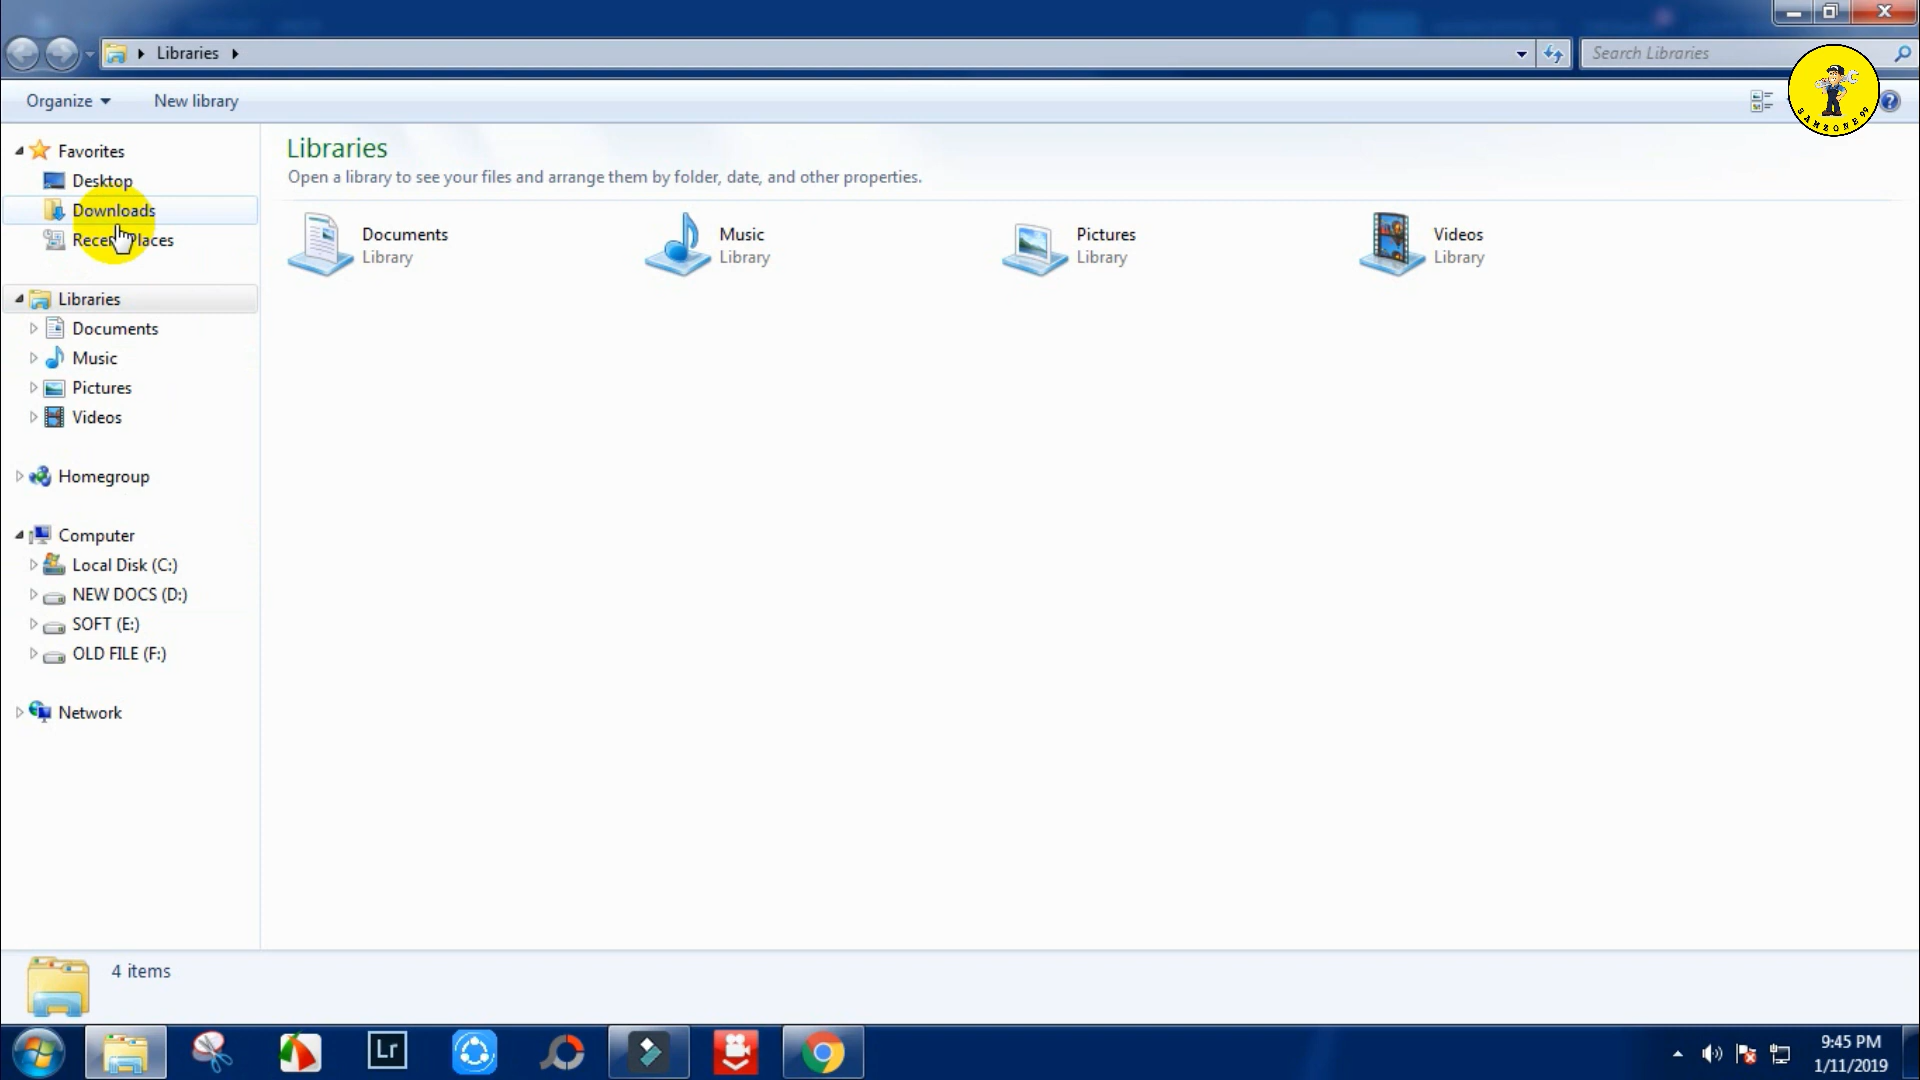 Libraries
Search Libraries
Organize
New library
SAMZONE99
Favorites
Desktop
Downloads
Recent Places
Libraries
Documents
Music
Pictures
Videos
Homegroup
Computer
Local Disk (C:)
NEW DOCS (D:)
SOFT (E:)
OLD FILE (F:)
Network
Libraries
Open a library to see your files and arrange them by folder, date, and other properties.
Documents
Library
Music
Library
Pictures
Library
Videos
Library
4 items
Lr
9:45 PM
1/11/2019